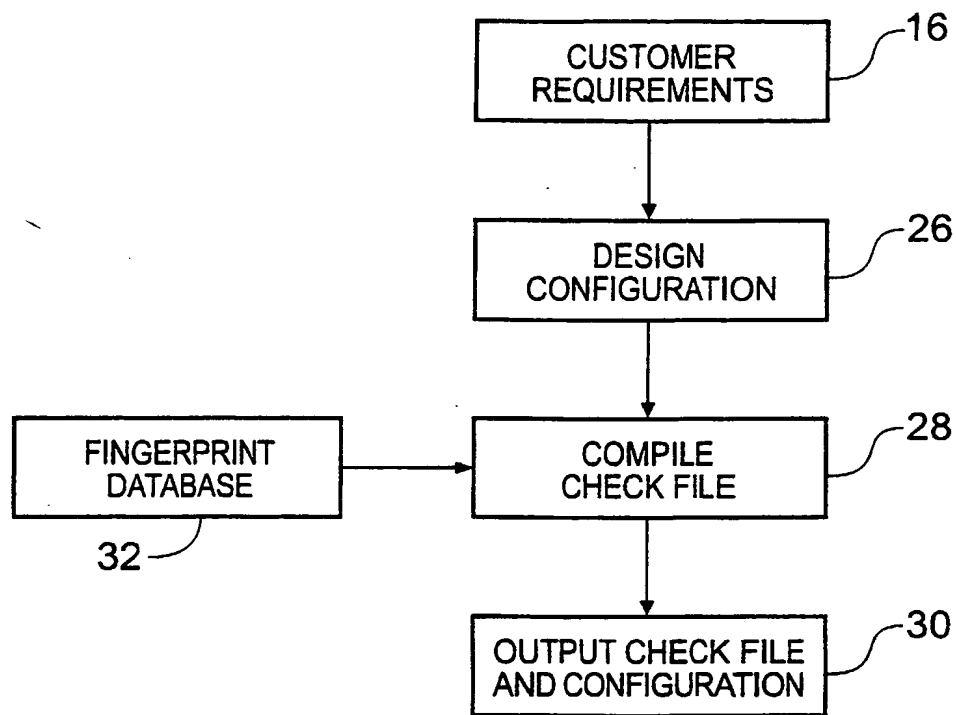 CUSTOMER
REQUIREMENTS
16
DESIGN
CONFIGURATION
26
FINGERPRINT
DATABASE
32
COMPILE
CHECK FILE
28
OUTPUT CHECK FILE
AND CONFIGURATION
30